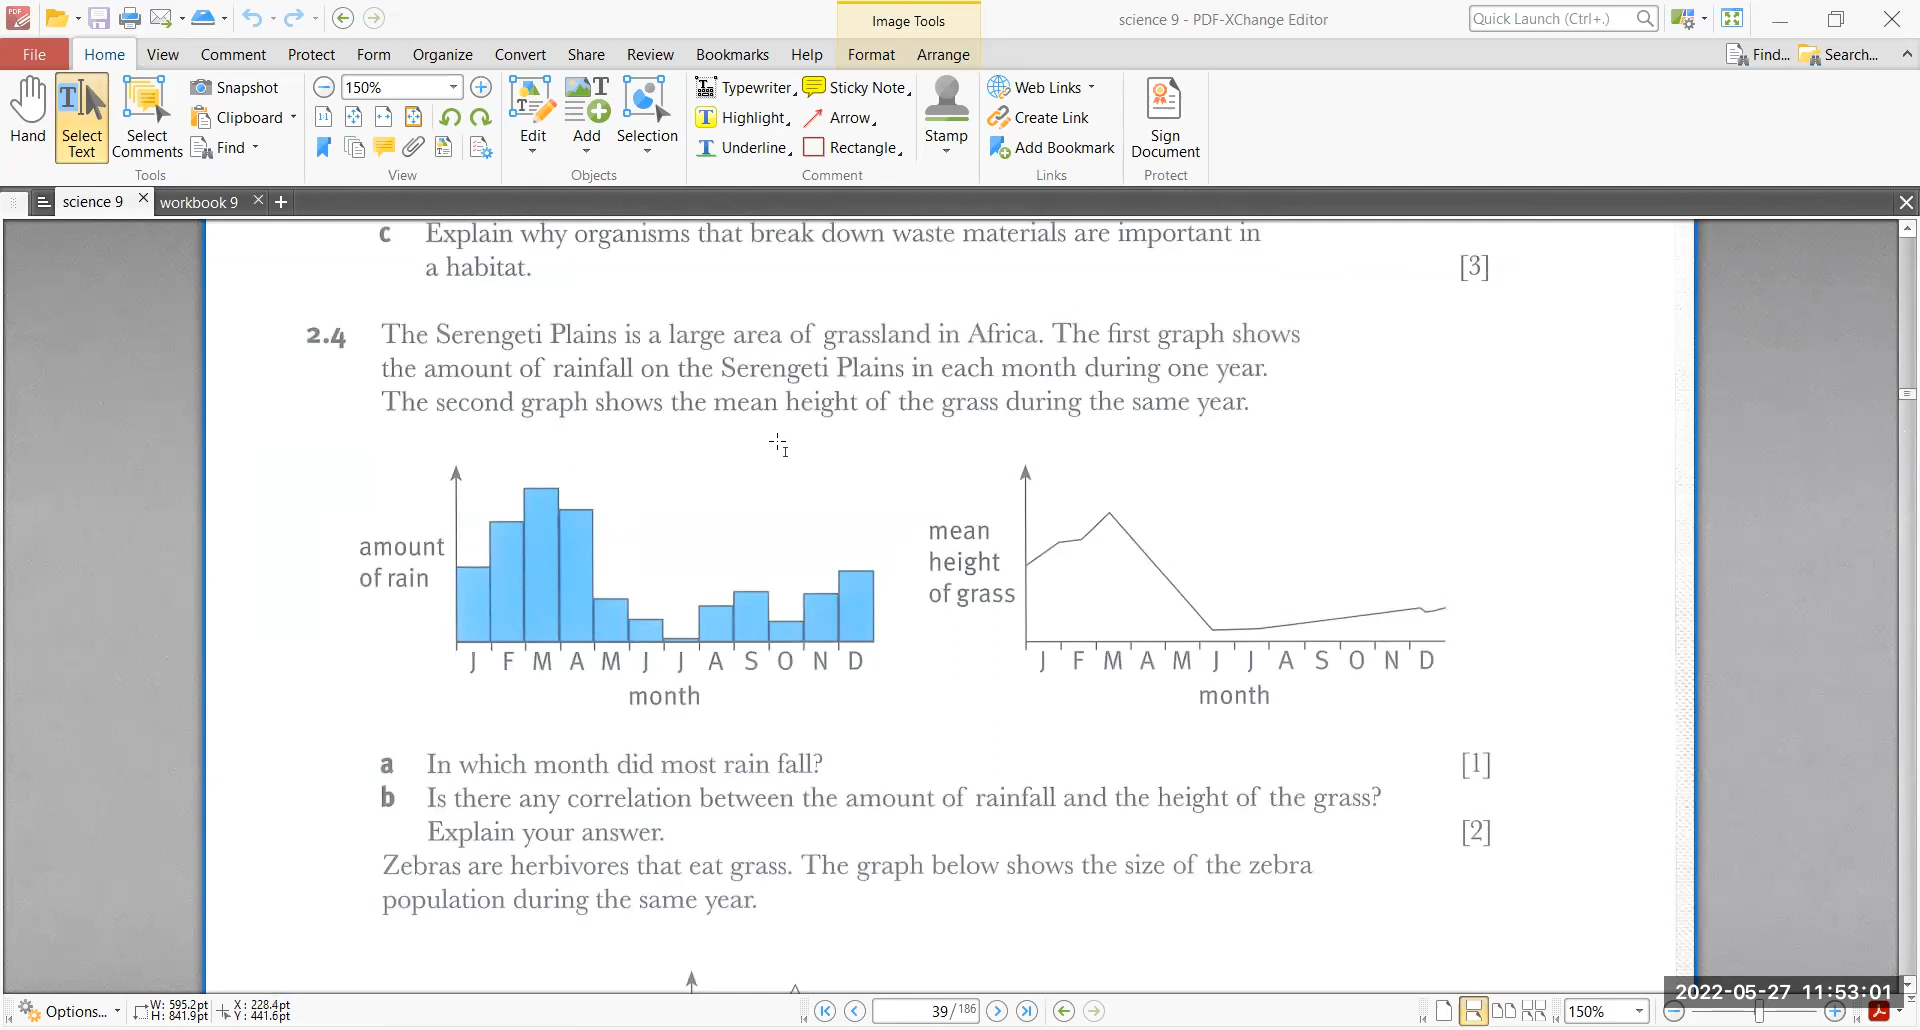 Image Tools
science 9 - PDF-XChange Editor
Quick Launch (Ctrl+.)
File Home View Comment Protect Form Organize Convert Share Review Bookmarks Help Format Arrange
Find... Search...
Hand
Select Text
Select Comments
Snapshot
Clipboard
Find
Tools
150%
View
Edit
Add
Selection
Objects
Typewriter
Sticky Note
Highlight
Arrow
Underline
Rectangle
Stamp
Comment
Web Links
Create Link
Add Bookmark
Links
Sign Document
Protect
science 9 workbook 9
c Explain why organisms that break down waste materials are important in
a habitat. [3]
2.4 The Serengeti Plains is a large area of grassland in Africa. The first graph shows
the amount of rainfall on the Serengeti Plains in each month during one year.
The second graph shows the mean height of the grass during the same year.
amount
of rain
J F M A M J J A S O N D
month
mean
height
of grass
J F M A M J J A S O N D
month
a In which month did most rain fall? [1]
b Is there any correlation between the amount of rainfall and the height of the grass?
Explain your answer. [2]
Zebras are herbivores that eat grass. The graph below shows the size of the zebra
population during the same year.
2022-05-27 11:53:01
Options...
W: 595.2pt
H: 841.9pt
X: 228.4pt
Y: 441.6pt
39 / 186
150%